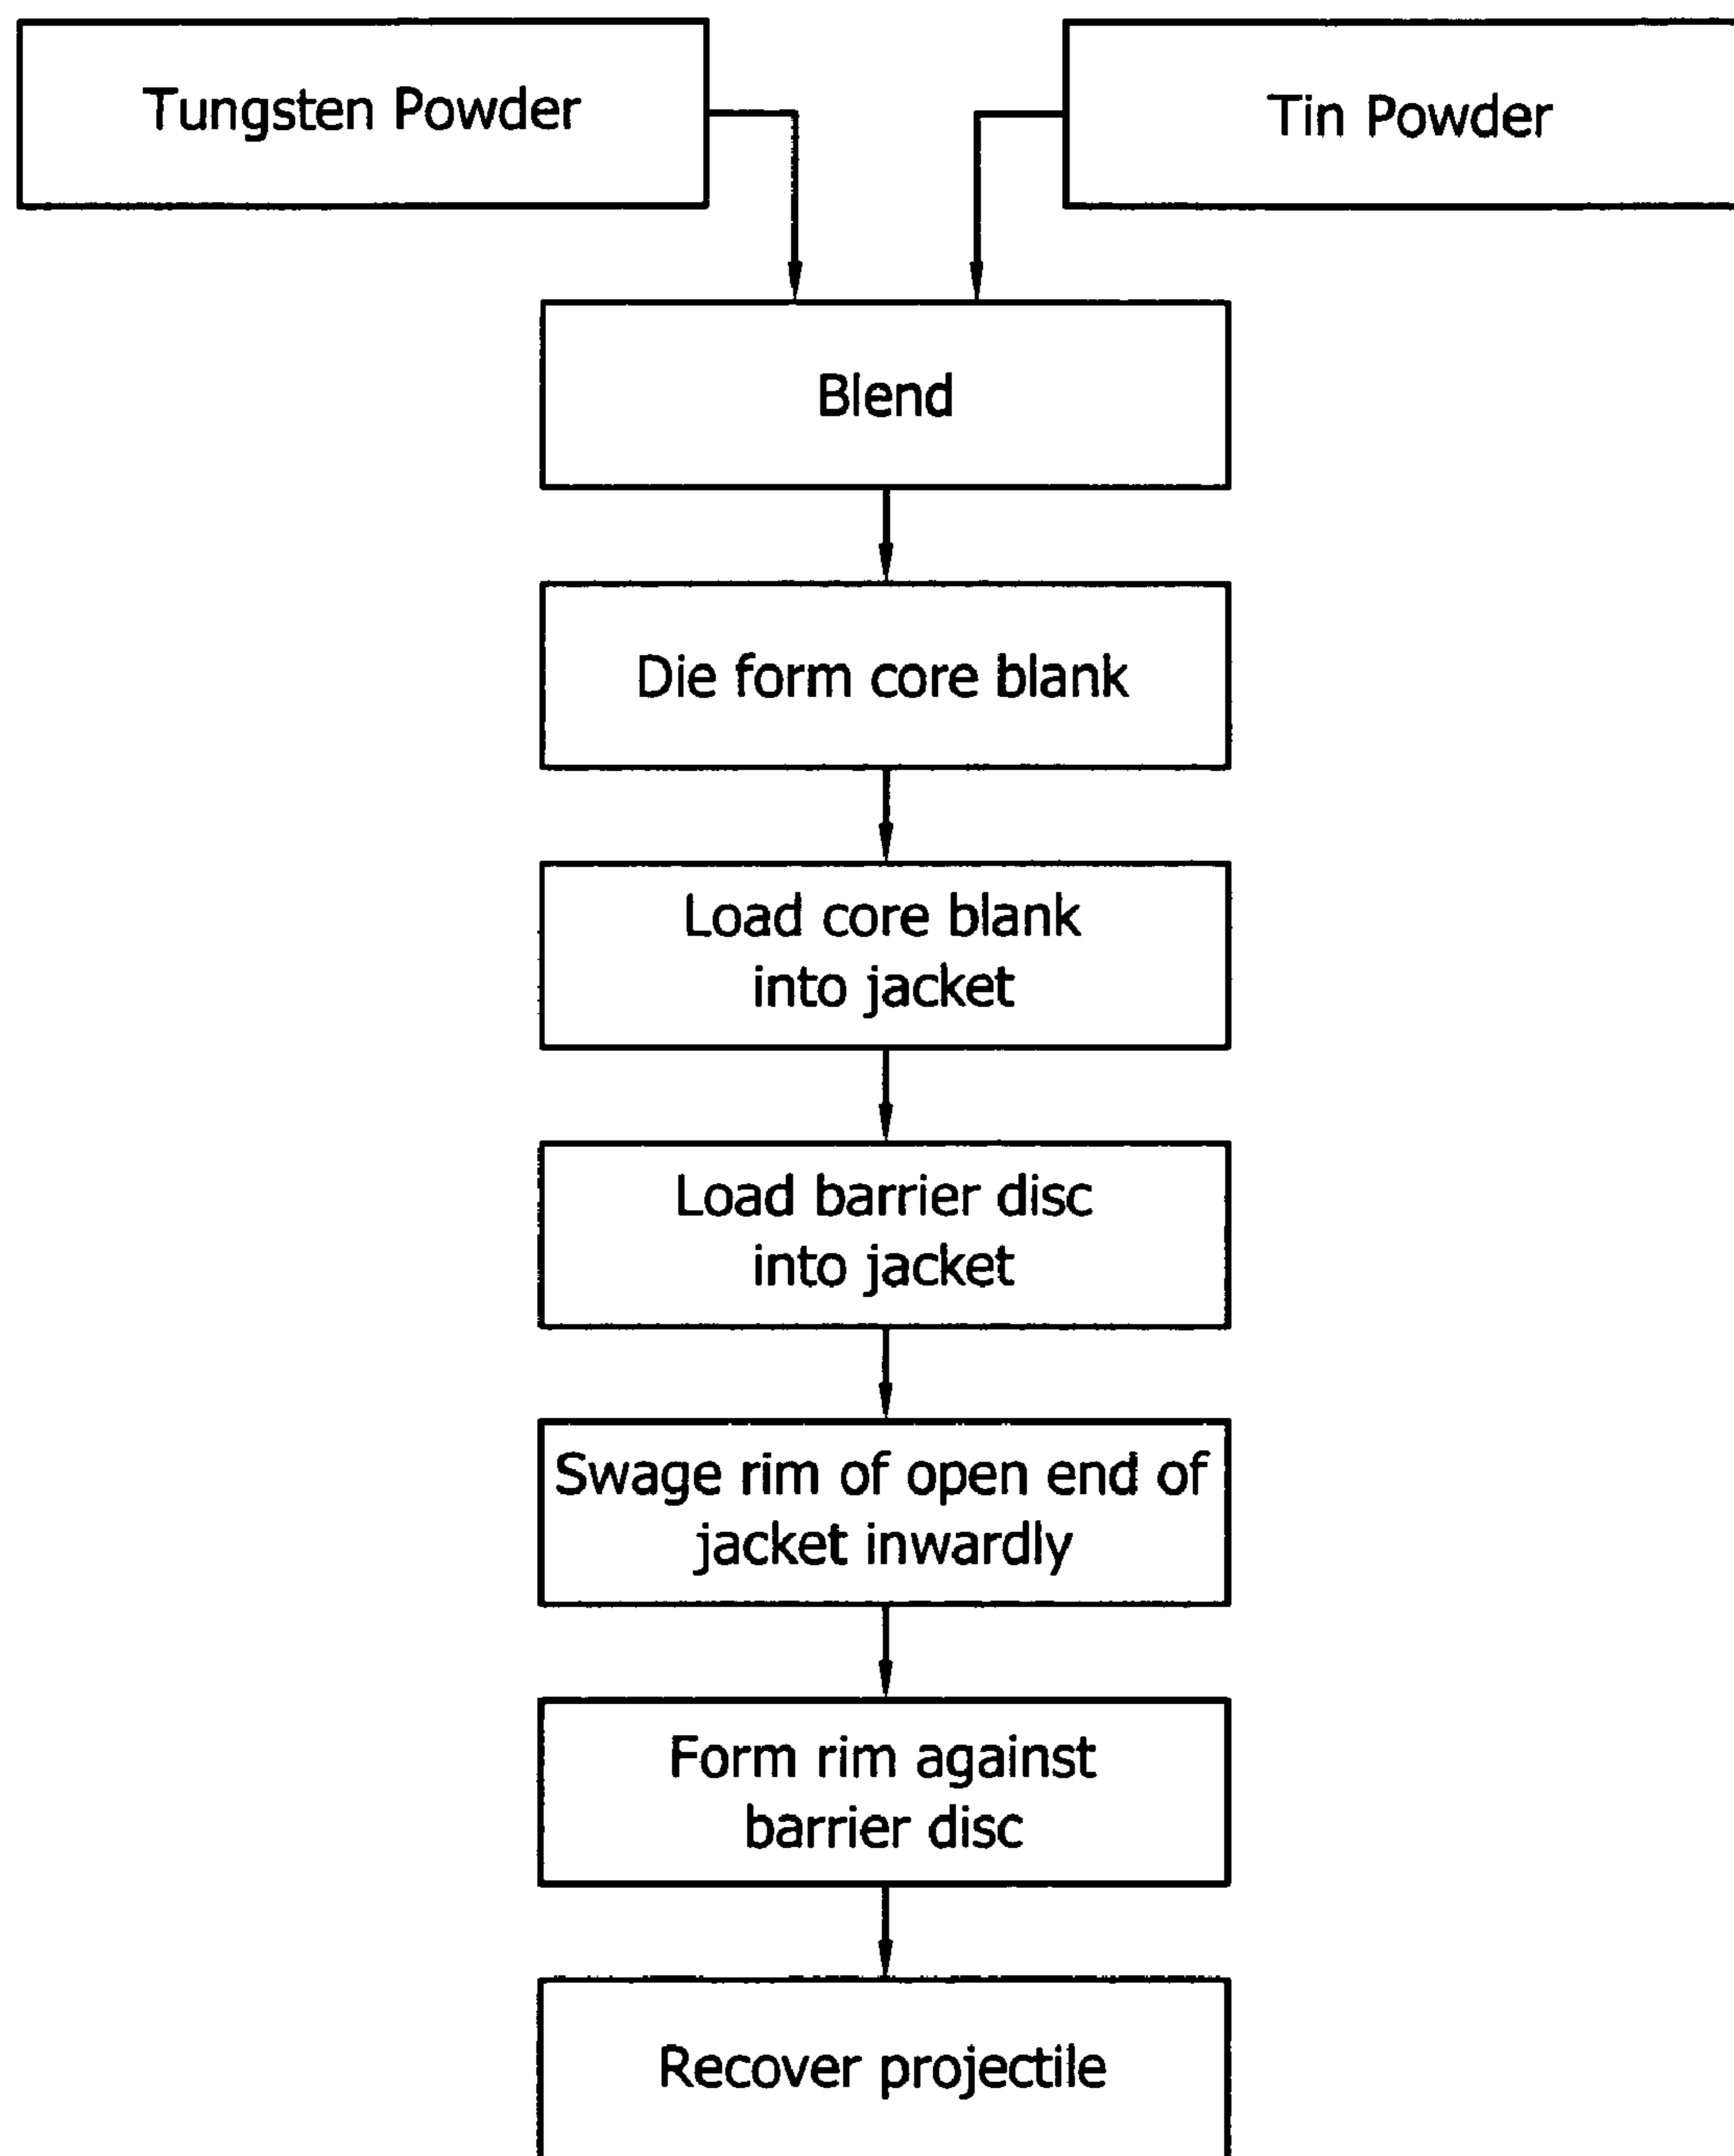 Tungsten Powder
Tin Powder
Blend
Die form core blank
Load core blank
into jacket
Load barrier disc
into jacket
Swage rim of open end of
jacket inwardly
Form rim against
barrier disc
Recover projectile